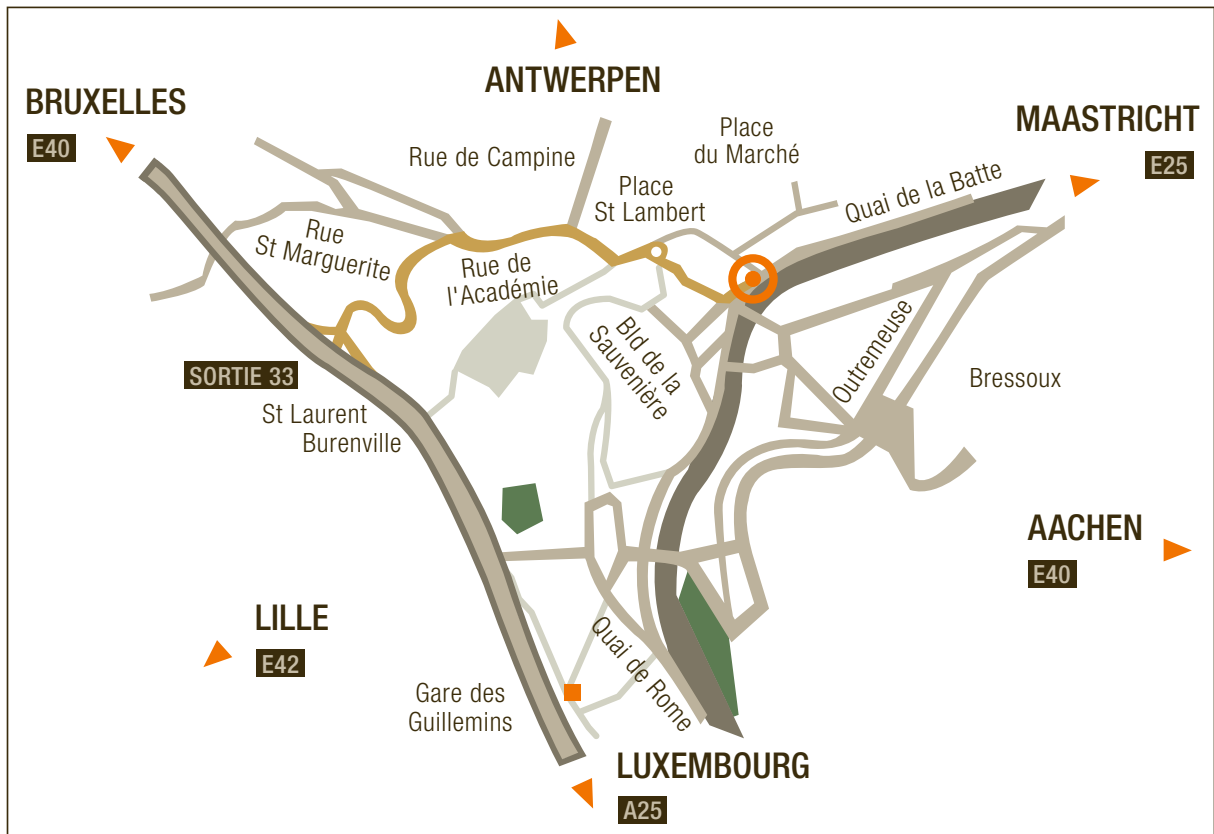 ANTWERPEN
BRUXELLES
E40
MAASTRICHT
E25
Rue de Campine
Place
du Marché
Place
St Lambert
Quai de la Batte
Rue
St Marguerite
Rue de
l'Académie
Bld de la
Sauvenière
Outremeuse
Bressoux
SORTIE 33
St Laurent
Burenville
AACHEN
E40
LILLE
E42
Quai de Rome
Gare des
Guillemins
LUXEMBOURG
A25